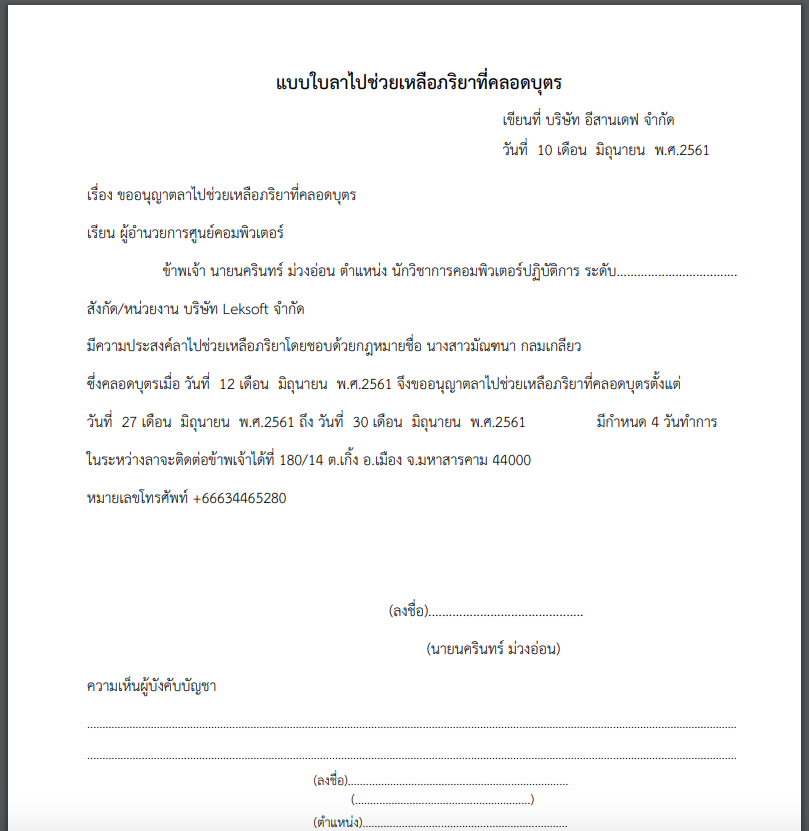 แบบใบลาไปช่วยเหลือภริยาที่คลอดบุตร
เขียนที่ บริษัท อีสานเดฟ จำกัด
วันที่ 10 เดือน มิถุนายน พ.ศ.2561
เรื่อง ขออนุญาตลาไปช่วยเหลือภริยาที่คลอดบุตร
เรียน ผู้อำนวยการศูนย์คอมพิวเตอร์
ข้าพเจ้า นายนครินทร์ ม่วงอ่อน ตำแหน่ง นักวิชาการคอมพิวเตอร์ปฏิบัติการ ระดับ...................................
สังกัด/หน่วยงาน บริษัท Leksoft จำกัด
มีความประสงค์ลาไปช่วยเหลือภริยาโดยชอบด้วยกฎหมายชื่อ นางสาวมัณฑนา กลมเกลียว
ซึ่งคลอดบุตรเมื่อ วันที่ 12 เดือน มิถุนายน พ.ศ.2561 จึงขออนุญาตลาไปช่วยเหลือภริยาที่คลอดบุตรตั้งแต่
วันที่ 27 เดือน มิถุนายน พ.ศ.2561 ถึง วันที่ 30 เดือน มิถุนายน พ.ศ.2561 มีกำหนด 4 วันทำการ
ในระหว่างลาจะติดต่อข้าพเจ้าได้ที่ 180/14 ต.เกิ้ง อ.เมือง จ.มหาสารคาม 44000
หมายเลขโทรศัพท์ +66634465280
(ลงชื่อ).............................................
(นายนครินทร์ ม่วงอ่อน)
ความเห็นผู้บังคับบัญชา
................................................................................
................................................................................
(ลงชื่อ)..................................................................
(..........................................................)
(ตำแหน่ง)..............................................................